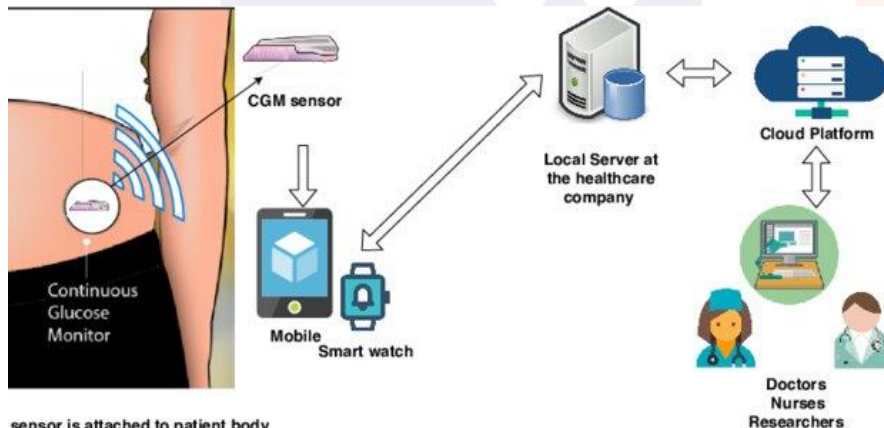 CGM sensor
Continuous
Glucose
Monitor
Mobile
Smart watch
Local Server at
the healthcare
company
Cloud Platform
Doctors
Nurses
Researchers
sensor is attached to patient body